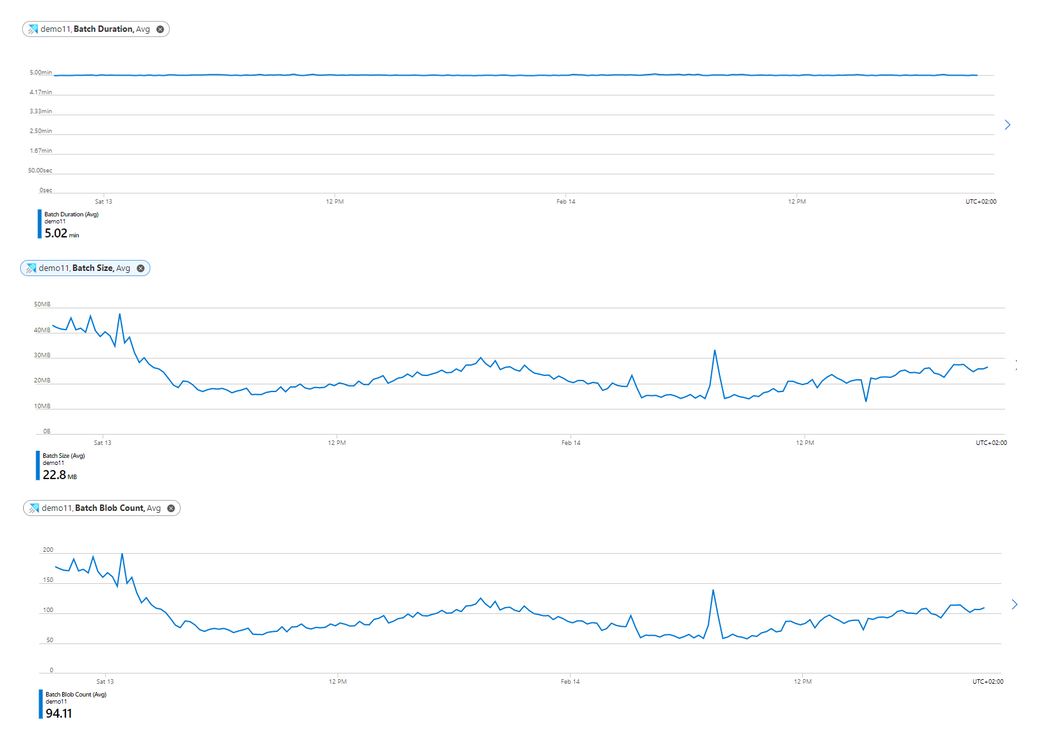 demo11, Batch Duration, Avg
5.00min
4.17min
3.33min
2.50min
1.67min
50.00sec
0sec
Sat 13 12 PM Feb 14 12 PM UTC+02:00
Batch Duration (Avg)
demo11
5.02 min
demo11, Batch Size, Avg
50MB
40MB
30MB
20MB
10MB
0B
Sat 13 12 PM Feb 14 12 PM UTC+02:00
Batch Size (Avg)
demo11
22.8 MB
demo11, Batch Blob Count, Avg
200
150
100
50
0
Sat 13 12 PM Feb 14 12 PM UTC+02:00
Batch Blob Count (Avg)
demo11
94.11